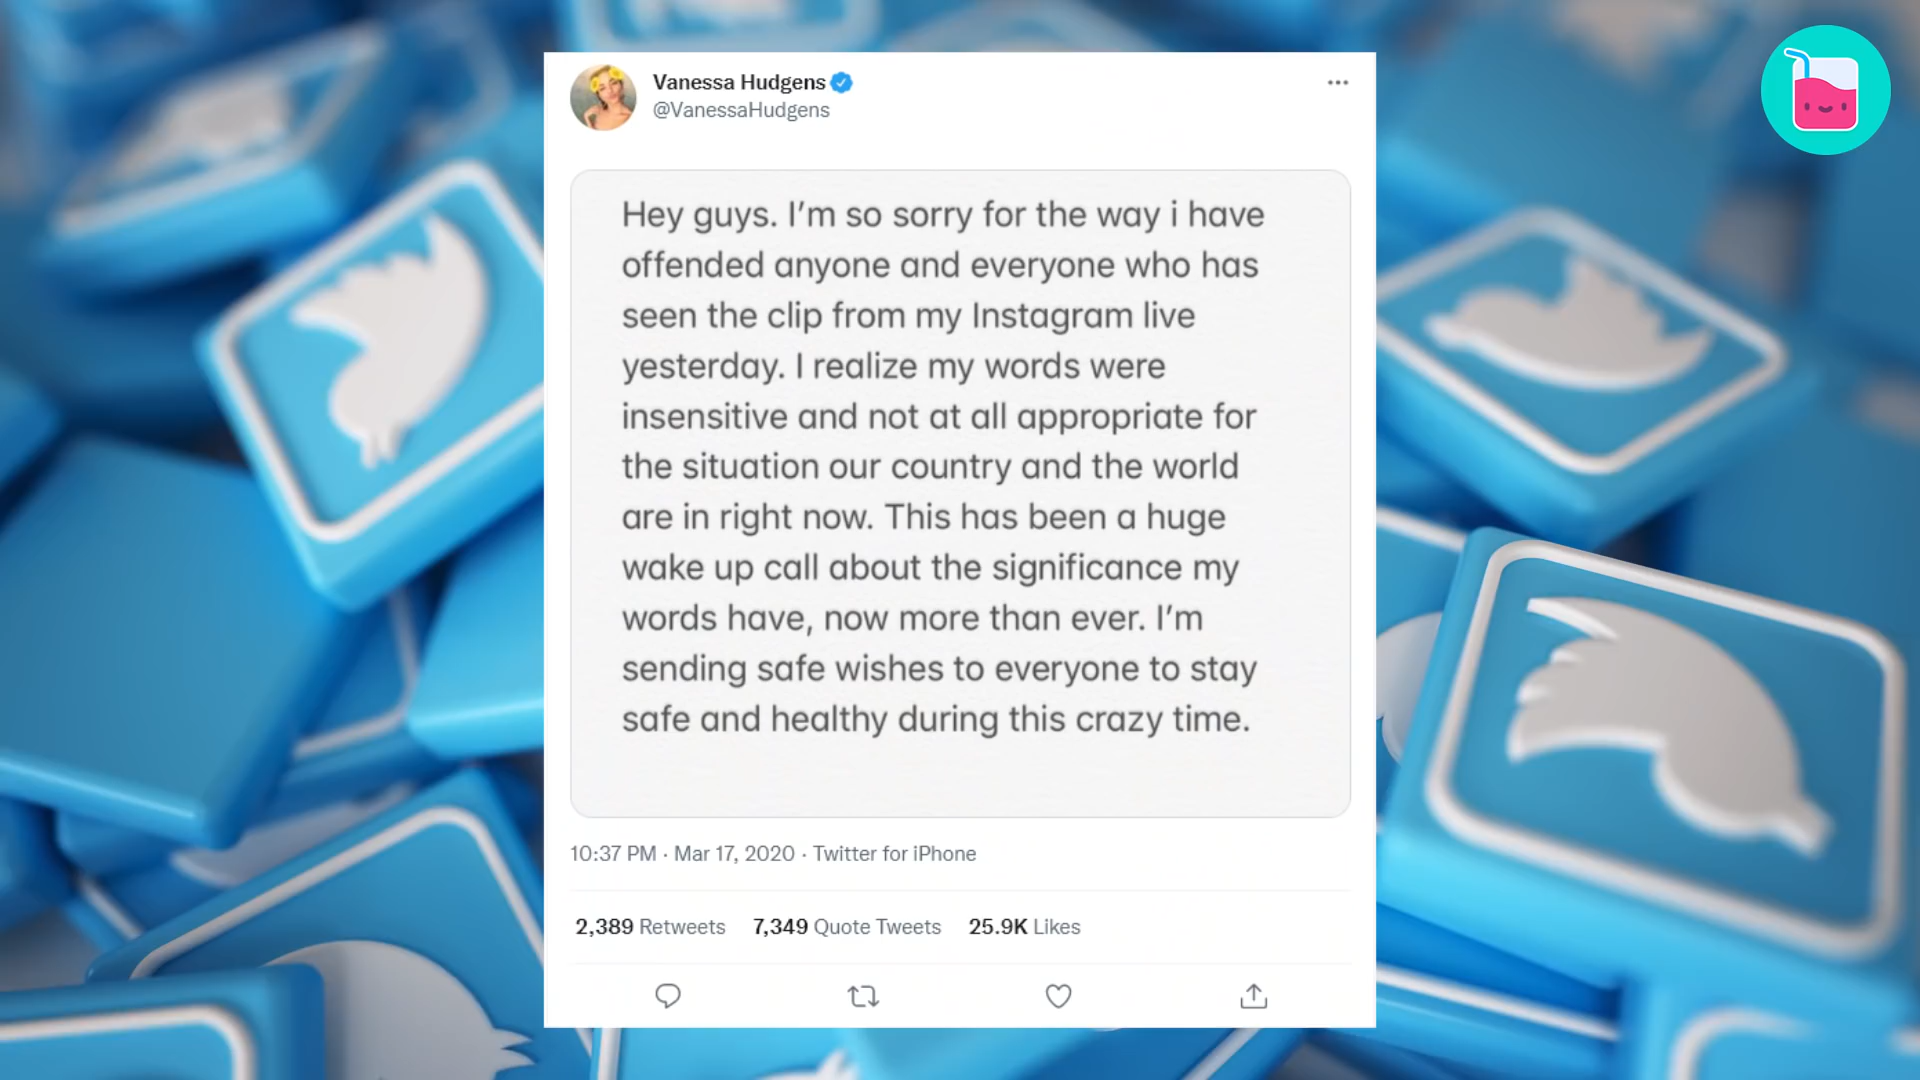 Vanessa Hudgens
@VanessaHudgens
Hey guys. I’m so sorry for the way i have
offended anyone and everyone who has
seen the clip from my Instagram live
yesterday. I realize my words were
insensitive and not at all appropriate for
the situation our country and the world
are in right now. This has been a huge
wake up call about the significance my
words have, now more than ever. I’m
sending safe wishes to everyone to stay
safe and healthy during this crazy time.
10:37 PM · Mar 17, 2020 · Twitter for iPhone
2,389 Retweets 7,349 Quote Tweets 25.9K Likes